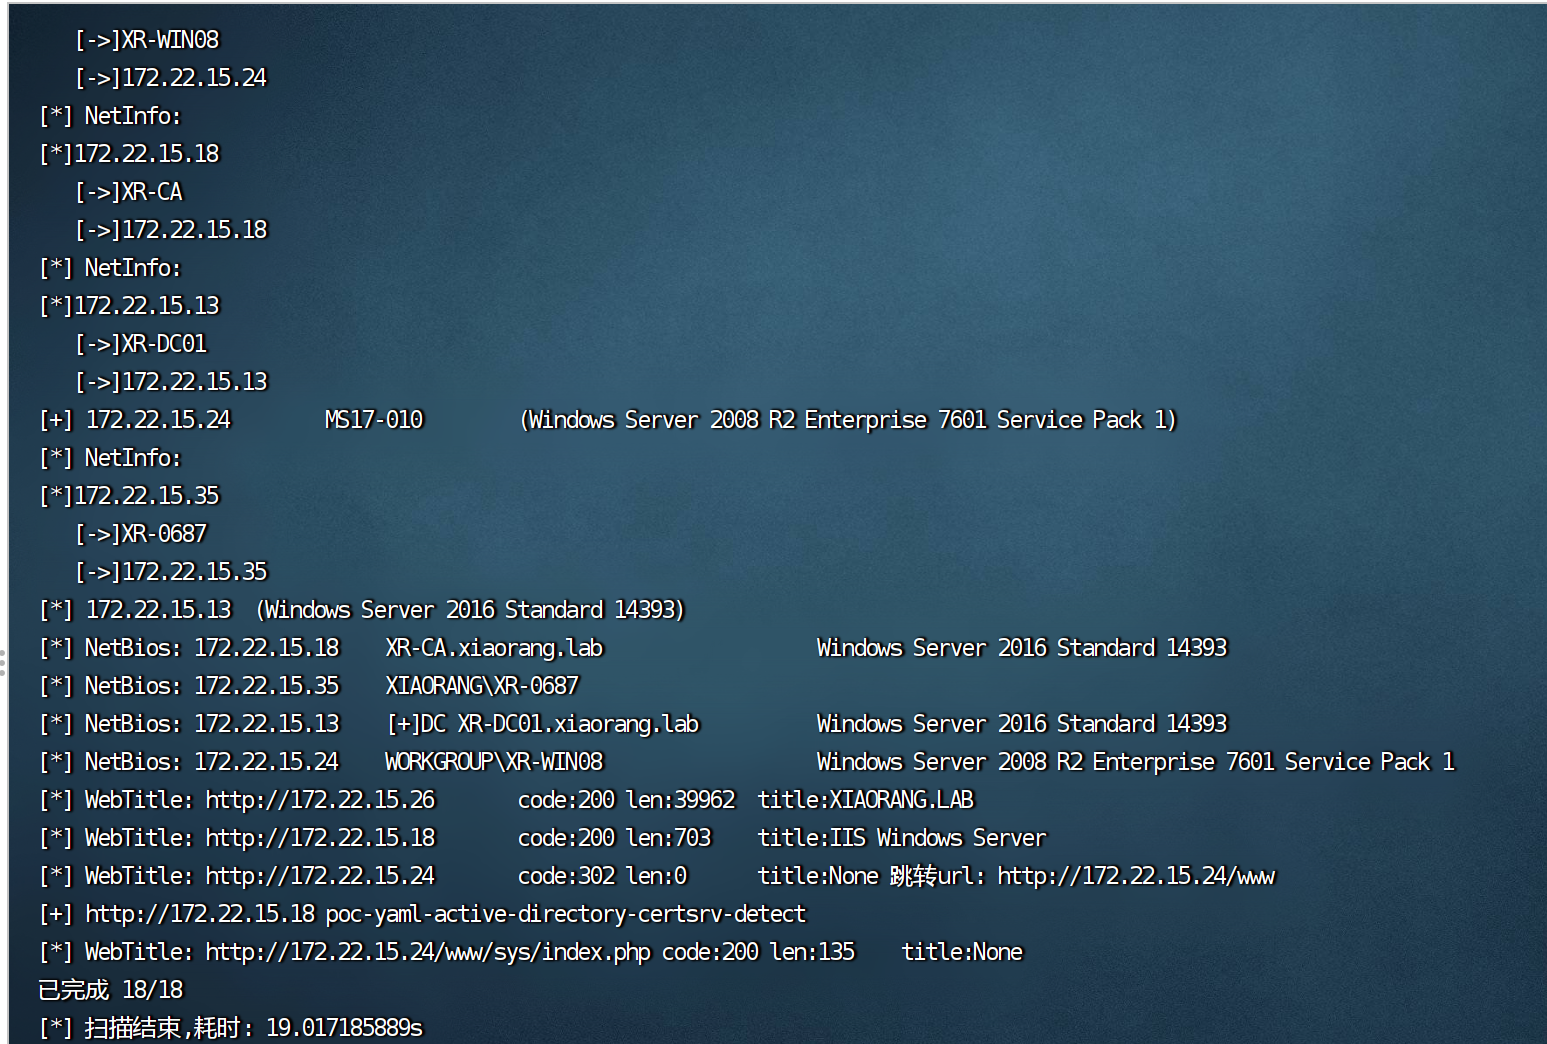 [->]XR-WIN08
[->]172.22.15.24
[*] NetInfo:
[*]172.22.15.18
[->]XR-CA
[->]172.22.15.18
[*] NetInfo:
[*]172.22.15.13
[->]XR-DC01
[->]172.22.15.13
[+] 172.22.15.24 MS17-010 (Windows Server 2008 R2 Enterprise 7601 Service Pack 1)
[*] NetInfo:
[*]172.22.15.35
[->]XR-0687
[->]172.22.15.35
[*] 172.22.15.13 (Windows Server 2016 Standard 14393)
[*] NetBios: 172.22.15.18 XR-CA.xiaorang.lab Windows Server 2016 Standard 14393
[*] NetBios: 172.22.15.35 XIAORANG\XR-0687
[*] NetBios: 172.22.15.13 [+]DC XR-DC01.xiaorang.lab Windows Server 2016 Standard 14393
[*] NetBios: 172.22.15.24 WORKGROUP\XR-WIN08 Windows Server 2008 R2 Enterprise 7601 Service Pack 1
[*] WebTitle: http://172.22.15.26 code:200 len:39962 title:XIAORANG.LAB
[*] WebTitle: http://172.22.15.18 code:200 len:703 title:IIS Windows Server
[*] WebTitle: http://172.22.15.24 code:302 len:0 title:None 跳转url: http://172.22.15.24/www
[+] http://172.22.15.18 poc-yaml-active-directory-certsrv-detect
[*] WebTitle: http://172.22.15.24/www/sys/index.php code:200 len:135 title:None
已完成 18/18
[*] 扫描结束,耗时: 19.017185889s